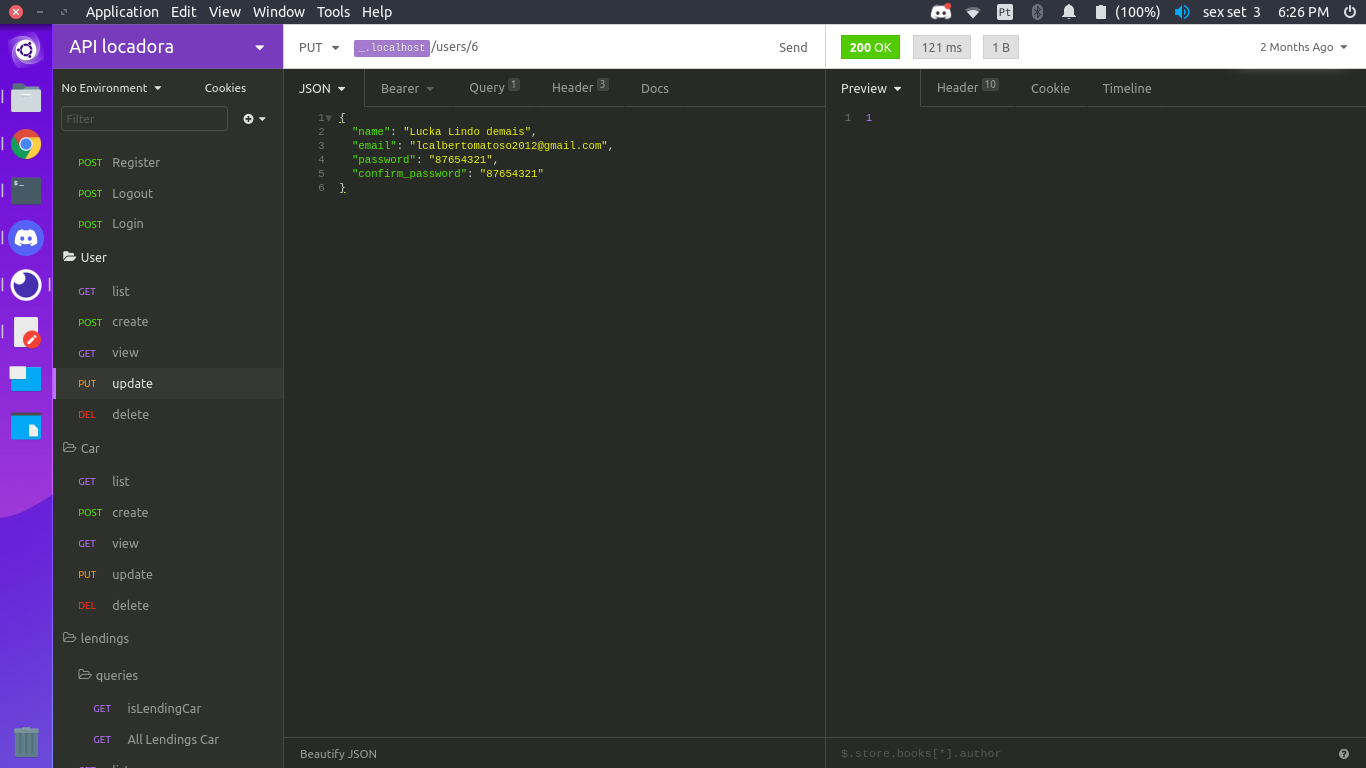 Application Edit View Window Tools Help
Pt (100%) sex set 3 6:26 PM
API locadora
PUT _.localhost/users/6 Send
200 OK 121 ms 1 B 2 Months Ago
No Environment Cookies
JSON Bearer Query 1 Header 3 Docs
Preview Header 10 Cookie Timeline
Filter
1 {
2 "name": "Lucka Lindo demais",
3 "email": "lcalbertomatoso2012@gmail.com",
4 "password": "87654321",
5 "confirm_password": "87654321"
6 }
1 1
POST Register
POST Logout
POST Login
User
GET list
POST create
GET view
PUT update
DEL delete
Car
GET list
POST create
GET view
PUT update
DEL delete
lendings
queries
GET isLendingCar
GET All Lendings Car
Beautify JSON
$.store.books[*].author